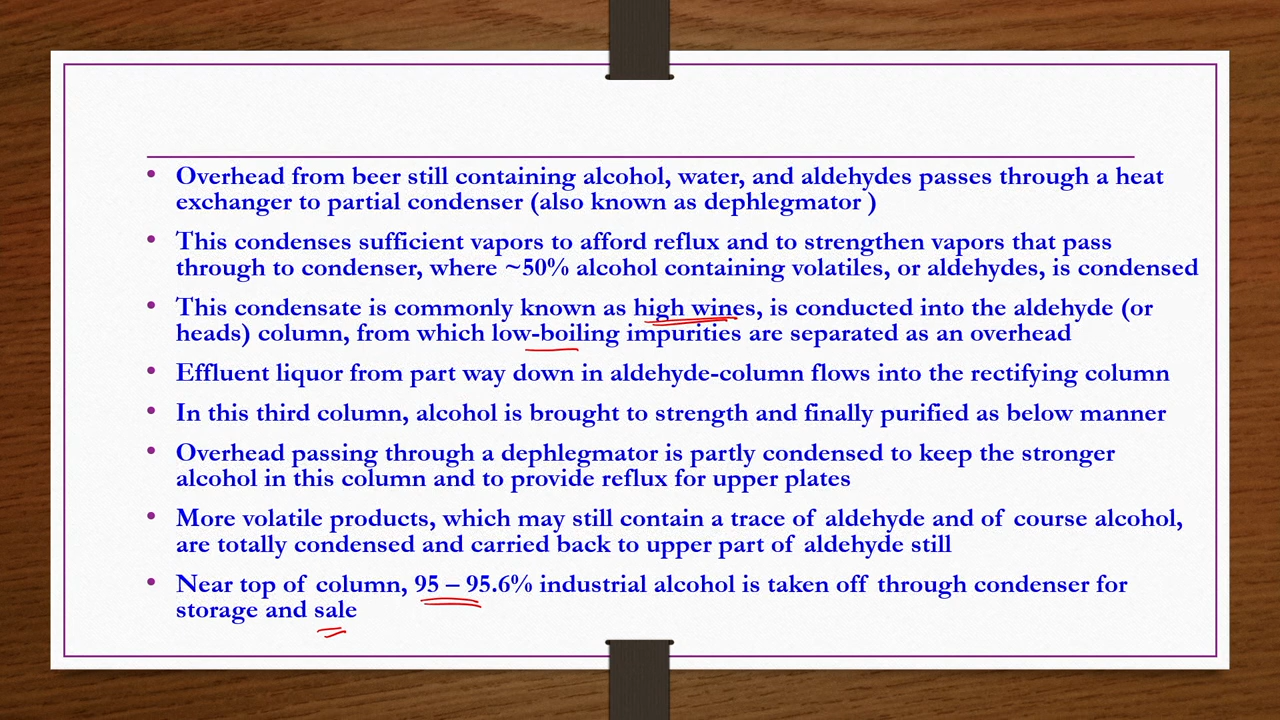 • Overhead from beer still containing alcohol, water, and aldehydes passes through a heat
exchanger to partial condenser (also known as dephlegmator )
• This condenses sufficient vapors to afford reflux and to strengthen vapors that pass
through to condenser, where ~50% alcohol containing volatiles, or aldehydes, is condensed
• This condensate is commonly known as high wines, is conducted into the aldehyde (or
heads) column, from which low-boiling impurities are separated as an overhead
• Effluent liquor from part way down in aldehyde-column flows into the rectifying column
• In this third column, alcohol is brought to strength and finally purified as below manner
• Overhead passing through a dephlegmator is partly condensed to keep the stronger
alcohol in this column and to provide reflux for upper plates
• More volatile products, which may still contain a trace of aldehyde and of course alcohol,
are totally condensed and carried back to upper part of aldehyde still
• Near top of column, 95 – 95.6% industrial alcohol is taken off through condenser for
storage and sale